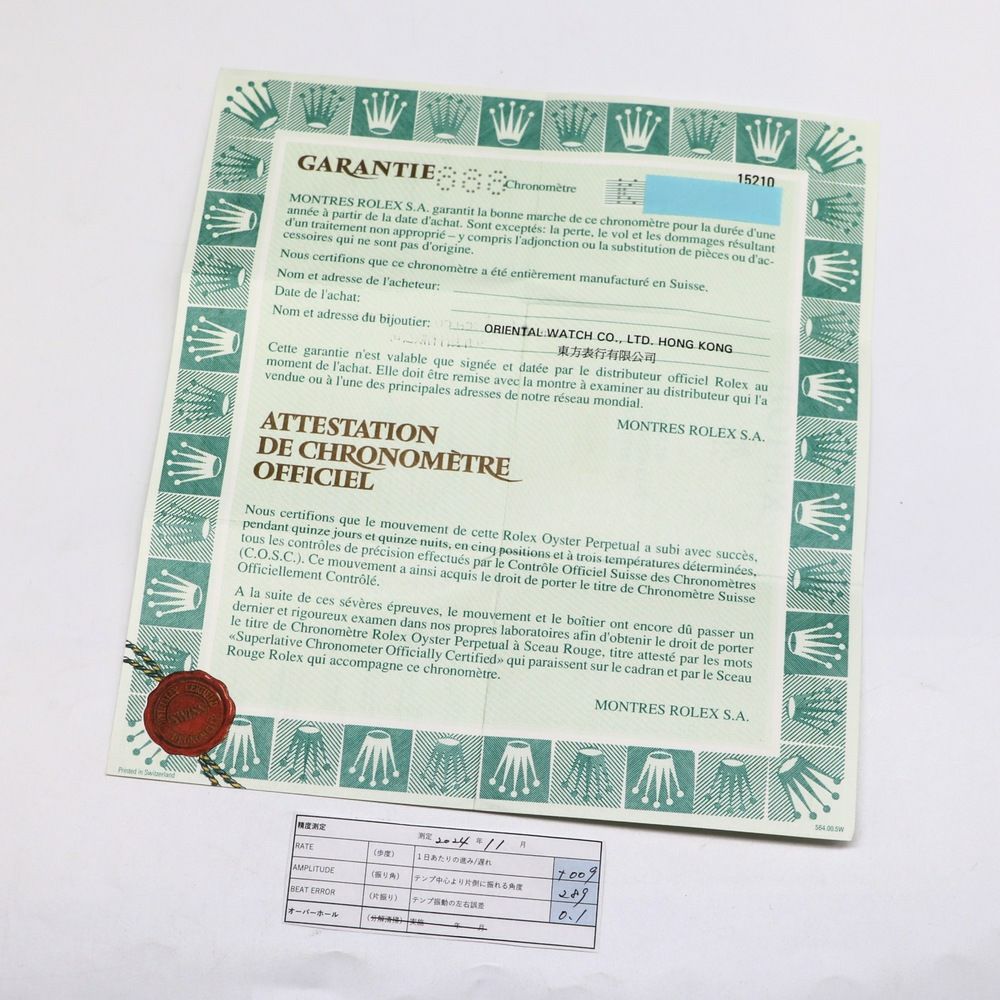 GARANTIE 888 Chronomètre
15210
MONTRES ROLEX S.A. garantit la bonne marche de ce chronomètre pour la durée d'une
année à partir de la date d'achat. Sont exceptés: la perte, le vol et les dommages résultant
d'un traitement non approprié – y compris l'adjonction ou la substitution de pièces ou d'ac-
cessoires qui ne sont pas d'origine.
Nous certifions que ce chronomètre a été entièrement manufacturé en Suisse.
Nom et adresse de l'acheteur:
Date de l'achat:
Nom et adresse du bijoutier:
ORIENTAL WATCH CO., LTD. HONG KONG
東方表行有限公司
Cette garantie n'est valable que signée et datée par le distributeur officiel Rolex au
moment de l'achat. Elle doit être remise avec la montre à examiner au distributeur qui l'a
vendue ou à l'une des principales adresses de notre réseau mondial.
MONTRES ROLEX S.A.
ATTESTATION
DE CHRONOMÈTRE
OFFICIEL
Nous certifions que le mouvement de cette Rolex Oyster Perpetual a subi avec succès,
pendant quinze jours et quinze nuits, en cinq positions et à trois températures déterminées,
tous les contrôles de précision effectués par le Contrôle Officiel Suisse des Chronomètres
(C.O.S.C.). Ce mouvement a ainsi acquis le droit de porter le titre de Chronomètre Suisse
Officiellement Contrôlé.
A la suite de ces sévères épreuves, le mouvement et le boîtier ont encore dû passer un
dernier et rigoureux examen dans nos propres laboratoires afin d'obtenir le droit de porter
le titre de Chronomètre Rolex Oyster Perpetual à Sceau Rouge, titre attesté par les mots
«Superlative Chronometer Officially Certified» qui paraissent sur le cadran et par le Sceau
Rouge Rolex qui accompagne ce chronomètre.
MONTRES ROLEX S.A.
SWISS
Printed in Switzerland
564.00.5W
精度測定 測定 2024 年 11 月
RATE (歩度) 1日あたりの進み/遅れ +009
AMPLITUDE (振り角) テンプ中心より片側に振れる角度 289
BEAT ERROR (片振り) テンプ振動の左右誤差 0.1
オーバーホール (分解清掃) 実施 年 月